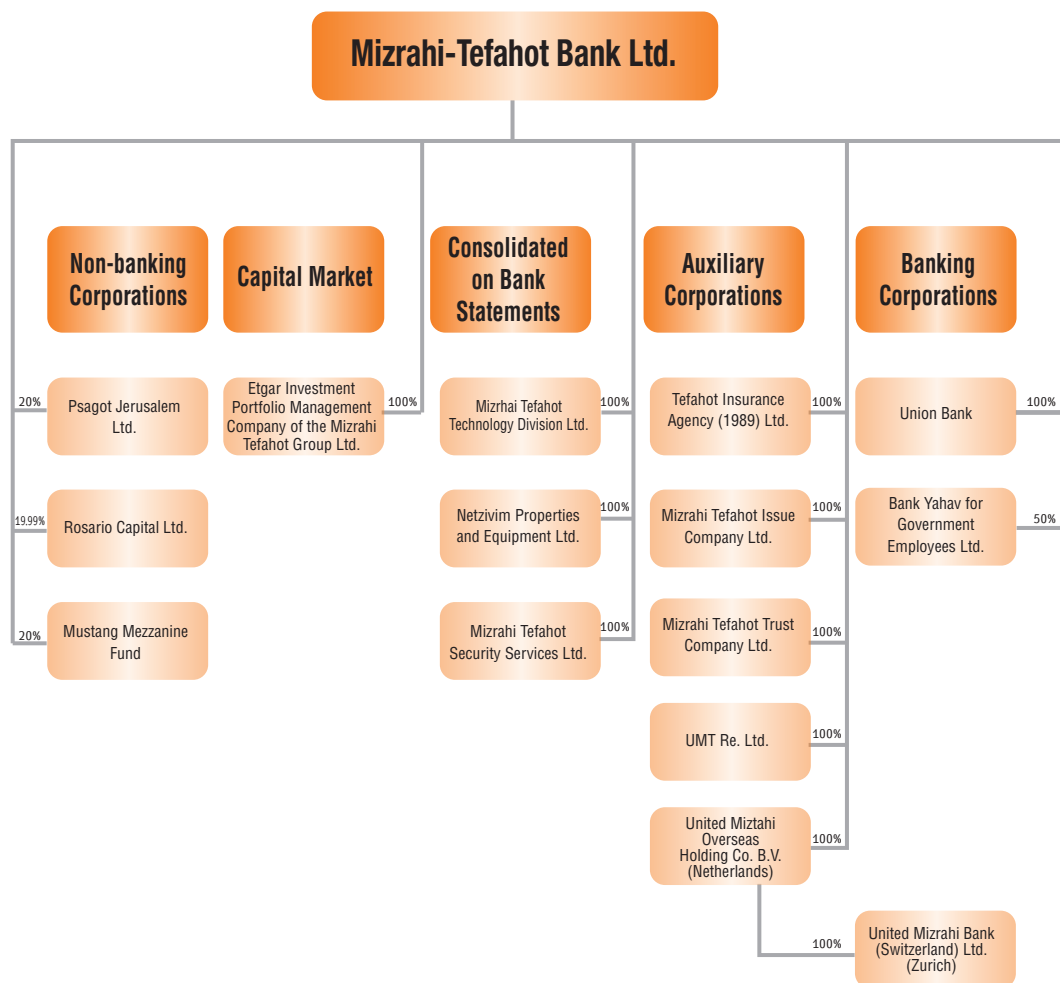 Mizrahi-Tefahot Bank Ltd.
Non-banking
Corporations
20%
Psagot Jerusalem
Ltd.
19.99%
Rosario Capital Ltd.
20%
Mustang Mezzanine
Fund
Capital Market
Etgar Investment
Portfolio Management
Company of the Mizrahi
Tefahot Group Ltd.
100%
Consolidated
on Bank
Statements
Mizrhai Tefahot
Technology Division Ltd.
100%
Netzivim Properties
and Equipment Ltd.
100%
Mizrahi Tefahot
Security Services Ltd.
100%
Auxiliary
Corporations
Tefahot Insurance
Agency (1989) Ltd.
100%
Mizrahi Tefahot Issue
Company Ltd.
100%
Mizrahi Tefahot Trust
Company Ltd.
100%
UMT Re. Ltd.
100%
United Miztahi
Overseas
Holding Co. B.V.
(Netherlands)
100%
Banking
Corporations
Union Bank
100%
Bank Yahav for
Government
Employees Ltd.
50%
100%
United Mizrahi Bank
(Switzerland) Ltd.
(Zurich)